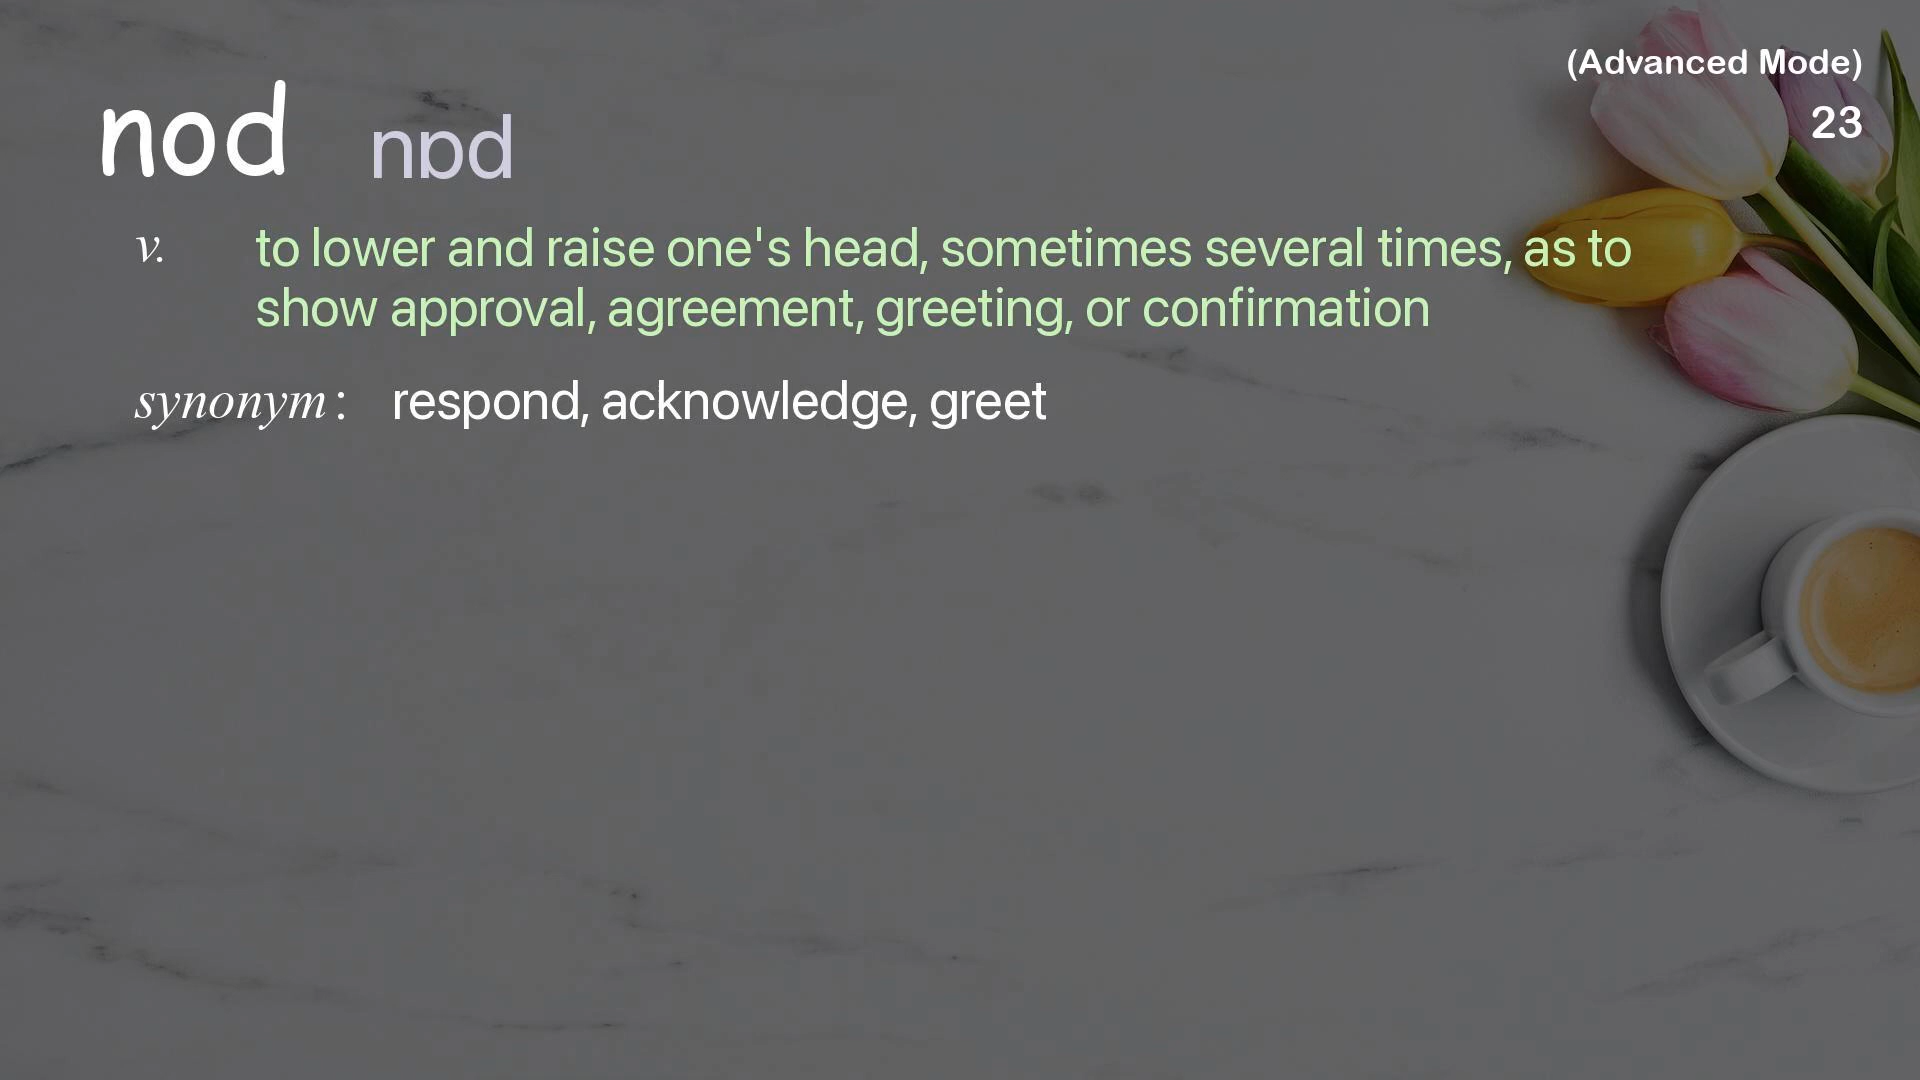 (Advanced Mode)
23
nod nɒd
v. to lower and raise one's head, sometimes several times, as to
show approval, agreement, greeting, or confirmation
synonym : respond, acknowledge, greet